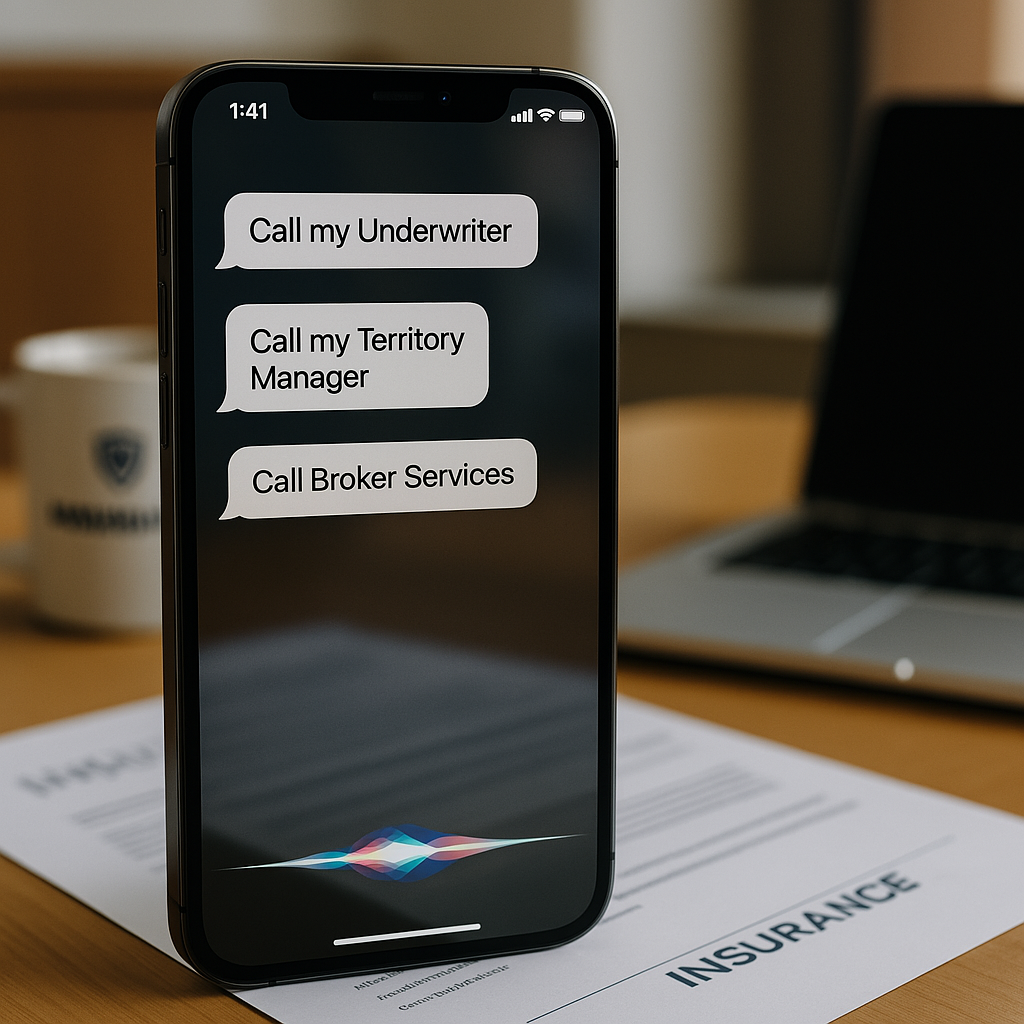 1:41
Call my Underwriter
Call my Territory
Manager
Call Broker Services
INSURANCE